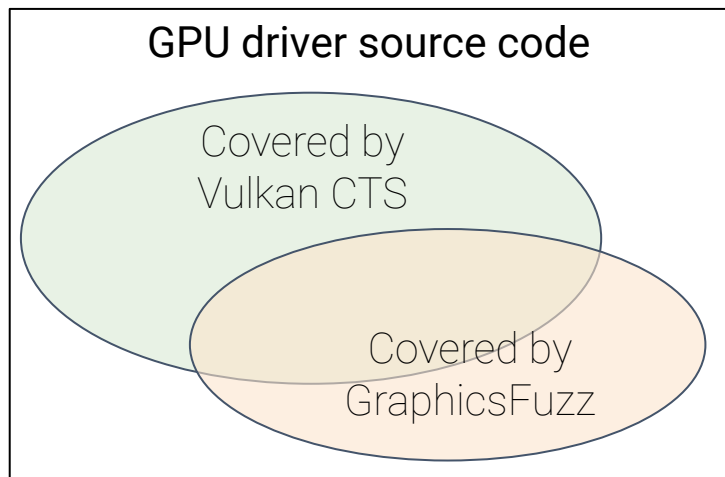 GPU driver source code
Covered by
Vulkan CTS
Covered by
GraphicsFuzz